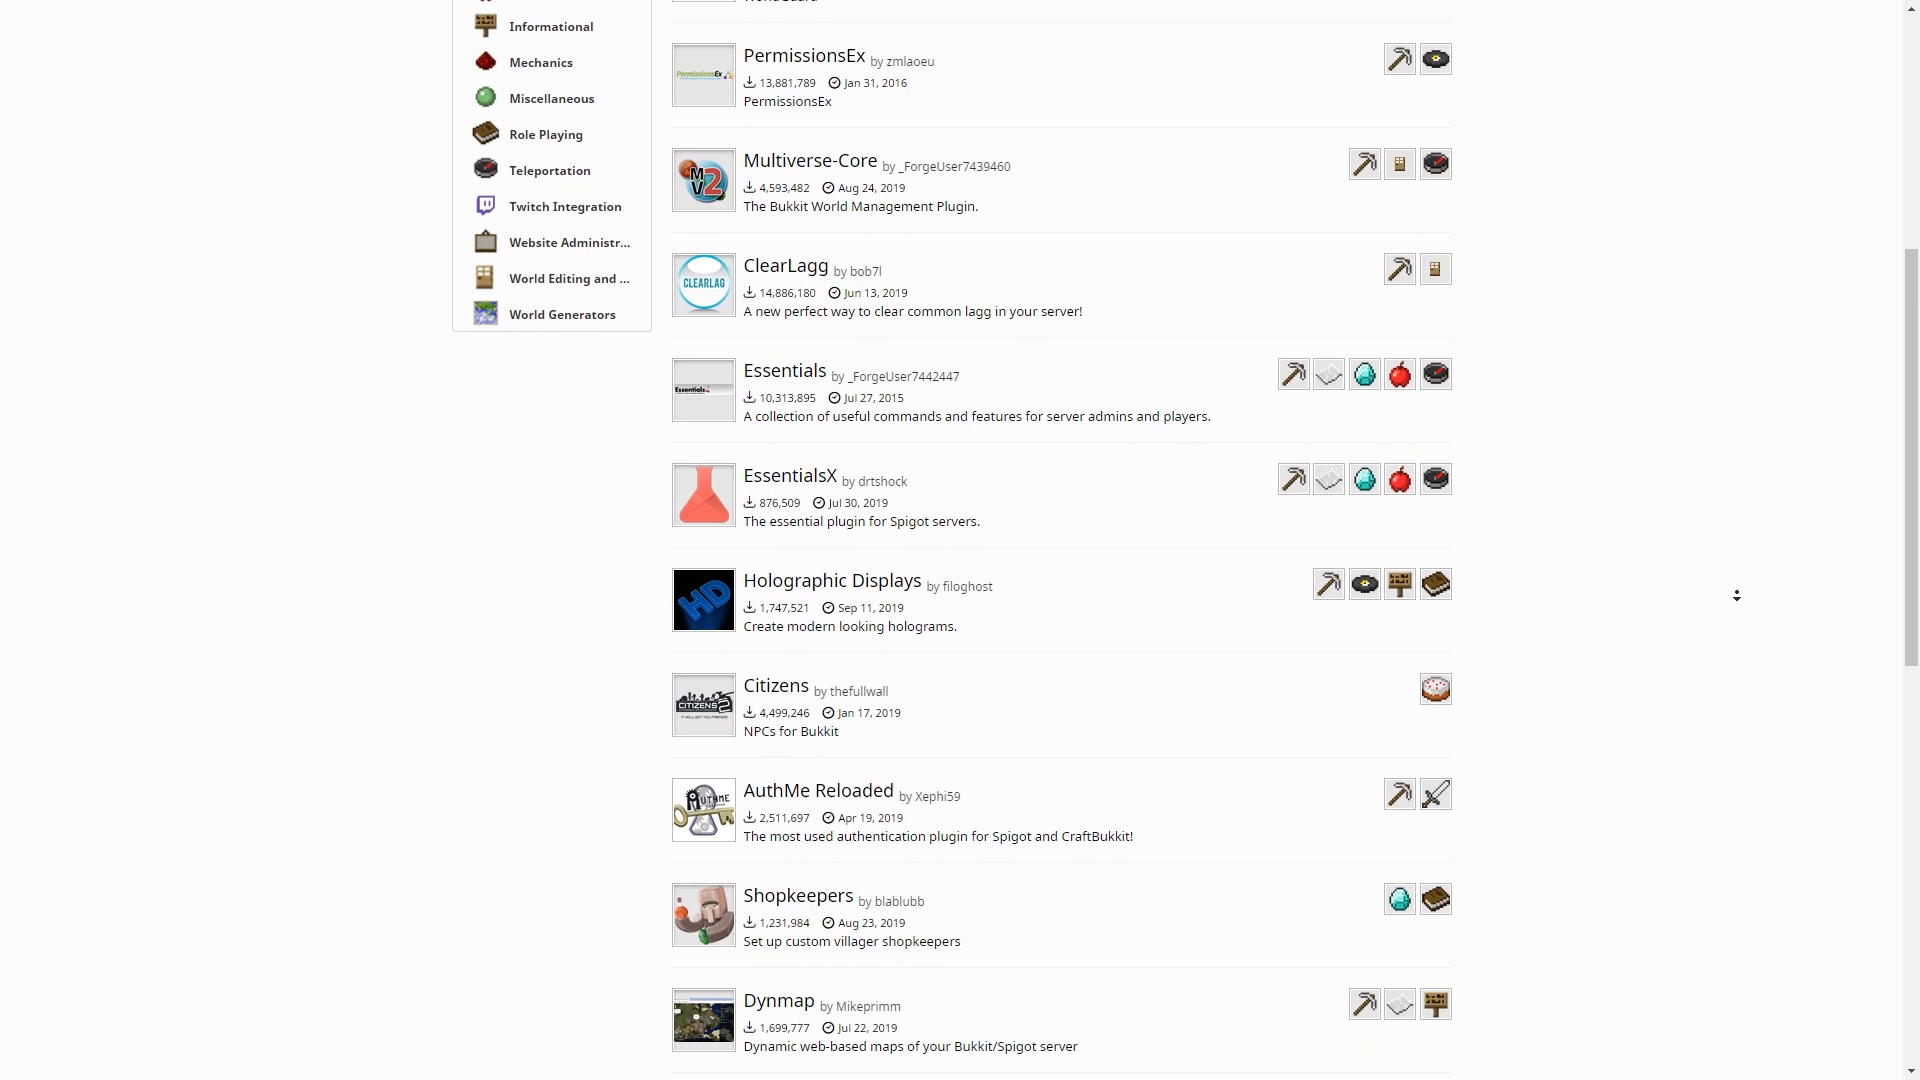 Informational
Mechanics
Miscellaneous
Role Playing
Teleportation
Twitch Integration
Website Administr...
World Editing and ...
World Generators
PermissionsEx
PermissionsEx by zmlaoeu
13,881,789 Jan 31, 2016
PermissionsEx
MV2
Multiverse-Core by _ForgeUser7439460
4,593,482 Aug 24, 2019
The Bukkit World Management Plugin.
CLEARLAG
ClearLagg by bob7l
14,886,180 Jun 13, 2019
A new perfect way to clear common lagg in your server!
Essentials
Essentials by _ForgeUser7442447
10,313,895 Jul 27, 2015
A collection of useful commands and features for server admins and players.
EssentialsX by drtshock
876,509 Jul 30, 2019
The essential plugin for Spigot servers.
HD
Holographic Displays by filoghost
1,747,521 Sep 11, 2019
Create modern looking holograms.
CITIZENS 2
Citizens by thefullwall
4,499,246 Jan 17, 2019
NPCs for Bukkit
AUTHME
AuthMe Reloaded by Xephi59
2,511,697 Apr 19, 2019
The most used authentication plugin for Spigot and CraftBukkit!
Shopkeepers by blablubb
1,231,984 Aug 23, 2019
Set up custom villager shopkeepers
Dynmap by Mikeprimm
1,699,777 Jul 22, 2019
Dynamic web-based maps of your Bukkit/Spigot server